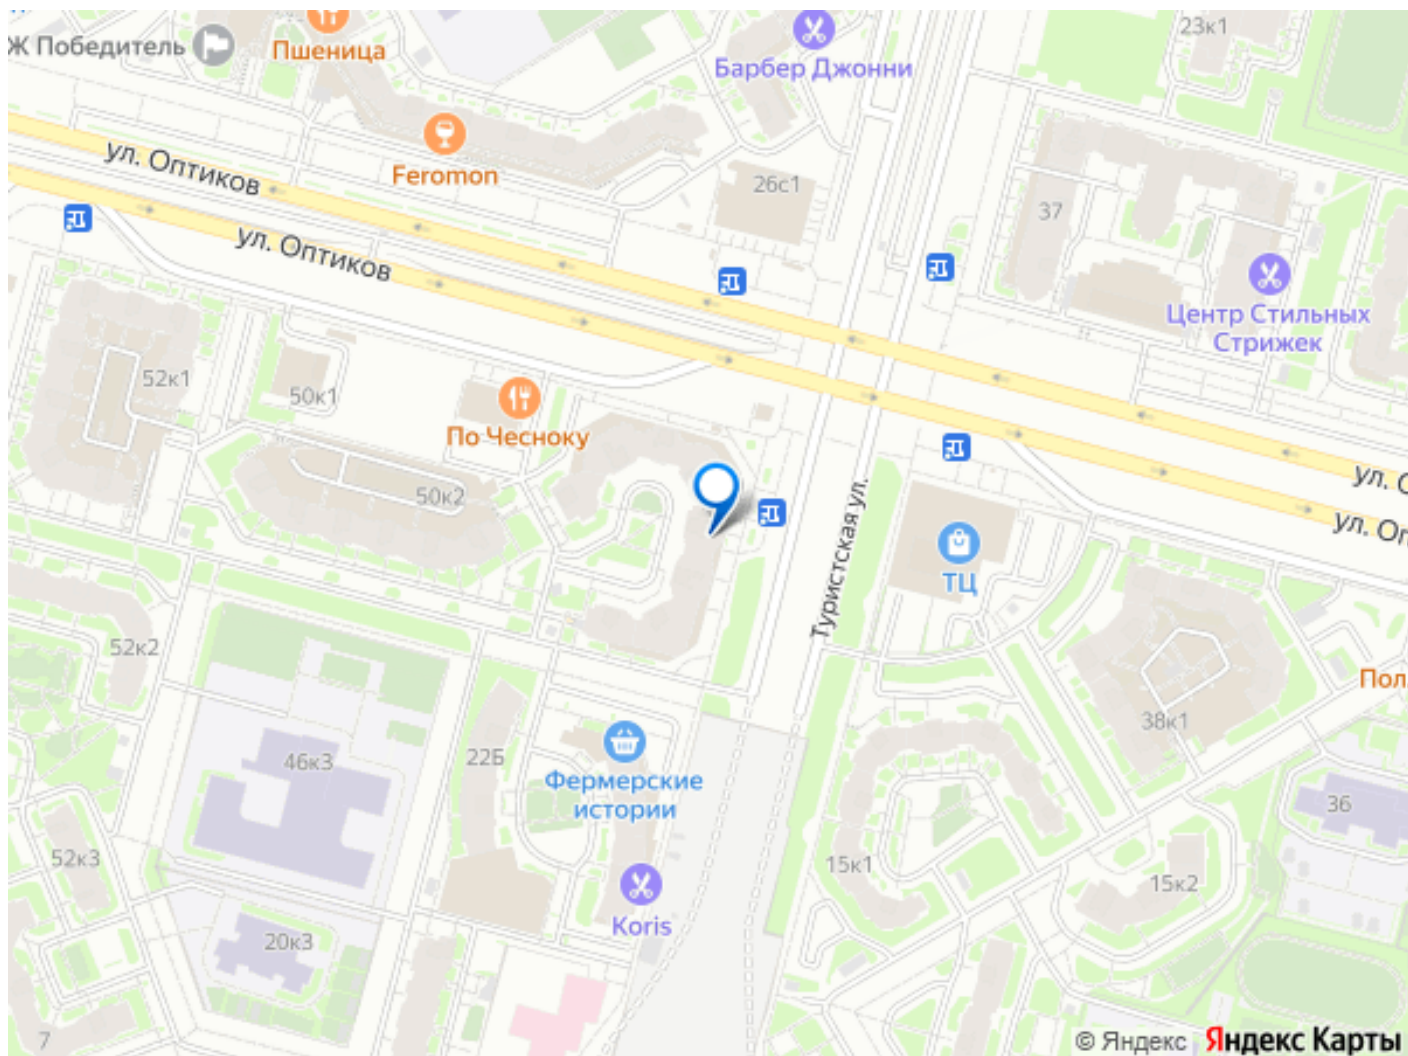 Ж Победитель
Пшеница
Барбер Джонни
23к1
ул. Оптиков
Feromon
26с1
37
ул. Оптиков
Центр Стильных
Стрижек
52к1
50к1
По Чесноку
50к2
ул. О
ул. Оп
Туристская ул.
ТЦ
52к2
Пол
38к1
46к3
22Б
Фермерские
истории
36
52к3
15к1
15к2
Koris
20к3
7
© Яндекс Яндекс Карты